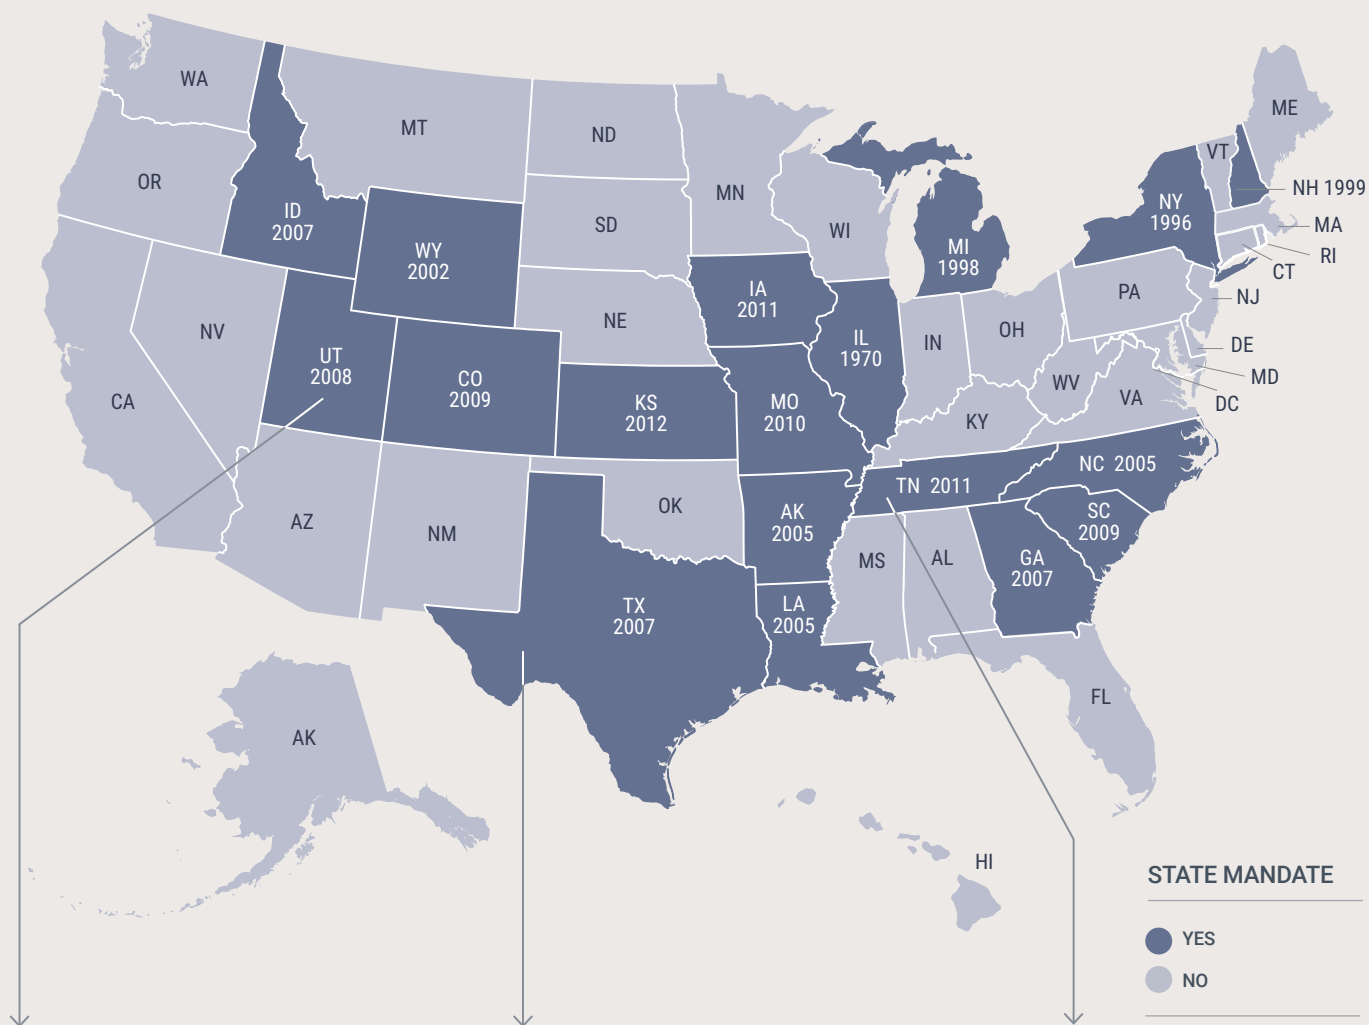 WA
MT
ND
MN
ME
VT
OR
ID
2007
WY
2002
SD
WI
MI
1998
NY
1996
NH 1999
MA
RI
CT
NJ
PA
DE
MD
DC
NV
CA
UT
2008
CO
2009
NE
IA
2011
IL
1970
IN
OH
WV
VA
KS
2012
MO
2010
KY
AZ
NM
OK
AK
2005
TN 2011
NC 2005
SC
2009
MS
AL
GA
2007
TX
2007
LA
2005
FL
AK
HI
STATE MANDATE
YES
NO